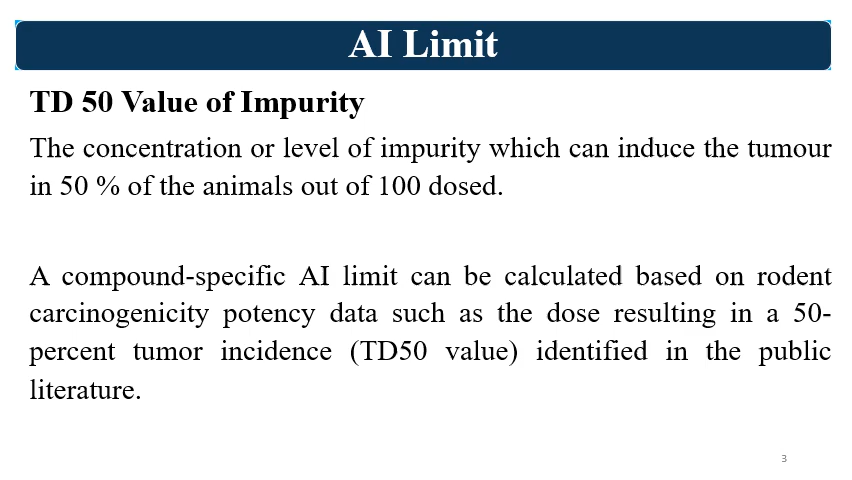 AI Limit
TD 50 Value of Impurity
The concentration or level of impurity which can induce the tumour
in 50 % of the animals out of 100 dosed.
A compound-specific AI limit can be calculated based on rodent
carcinogenicity potency data such as the dose resulting in a 50-
percent tumor incidence (TD50 value) identified in the public
literature.
3